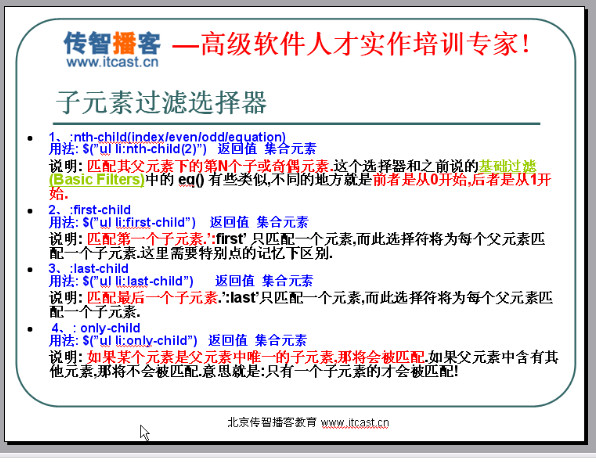 传智播客 —高级软件人才实作培训专家!
www.itcast.cn
子元素过滤选择器
1、:nth-child(index/even/odd/equation)
用法: $("ul li:nth-child(2)") 返回值 集合元素
说明: 匹配其父元素下的第N个子或奇偶元素.这个选择器和之前说的基础过滤
(Basic Filters)中的 eq() 有些类似,不同的地方就是前者是从0开始,后者是从1开
始.
2、:first-child
用法: $("ul li:first-child") 返回值 集合元素
说明: 匹配第一个子元素.':first' 只匹配一个元素,而此选择符将为每个父元素匹
配一个子元素.这里需要特别点的记忆下区别.
3、:last-child
用法: $("ul li:last-child") 返回值 集合元素
说明: 匹配最后一个子元素.':last'只匹配一个元素,而此选择符将为每个父元素匹
配一个子元素.
4、: only-child
用法: $("ul li:only-child") 返回值 集合元素
说明: 如果某个元素是父元素中唯一的子元素,那将会被匹配.如果父元素中含有其
他元素,那将不会被匹配.意思就是:只有一个子元素的才会被匹配!
北京传智播客教育 www.itcast.cn